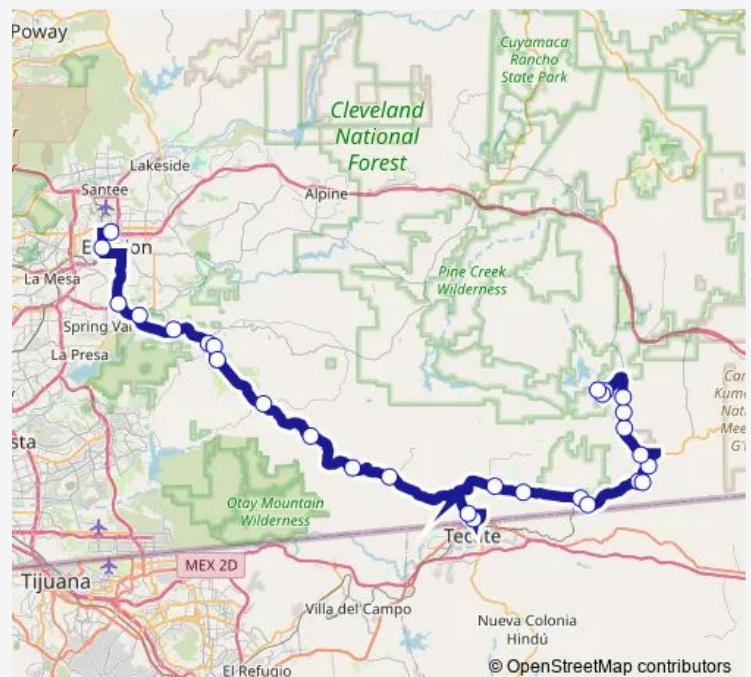 Poway
Cuyamaca
Rancho
State Park
Cleveland
National
Forest
Lakeside
Santee
Alpine
La Mesa
Pine Creek
Wilderness
Spring
La Presa
Otay Mountain
Wilderness
Tecate
MEX 2D
Tijuana
Villa del Campo
Nueva Colonia
Hindú
El Refugio
© OpenStreetMap contributors